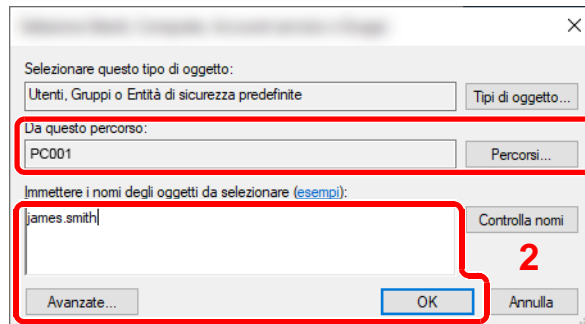 Selezionare questo tipo di oggetto:
Utenti, Gruppi o Entità di sicurezza predefinite
Tipi di oggetto...
Da questo percorso:
PC001
Percorsi...
Immettere i nomi degli oggetti da selezionare (esempi):
james.smith
Controlla nomi
2
Avanzate...
OK
Annulla